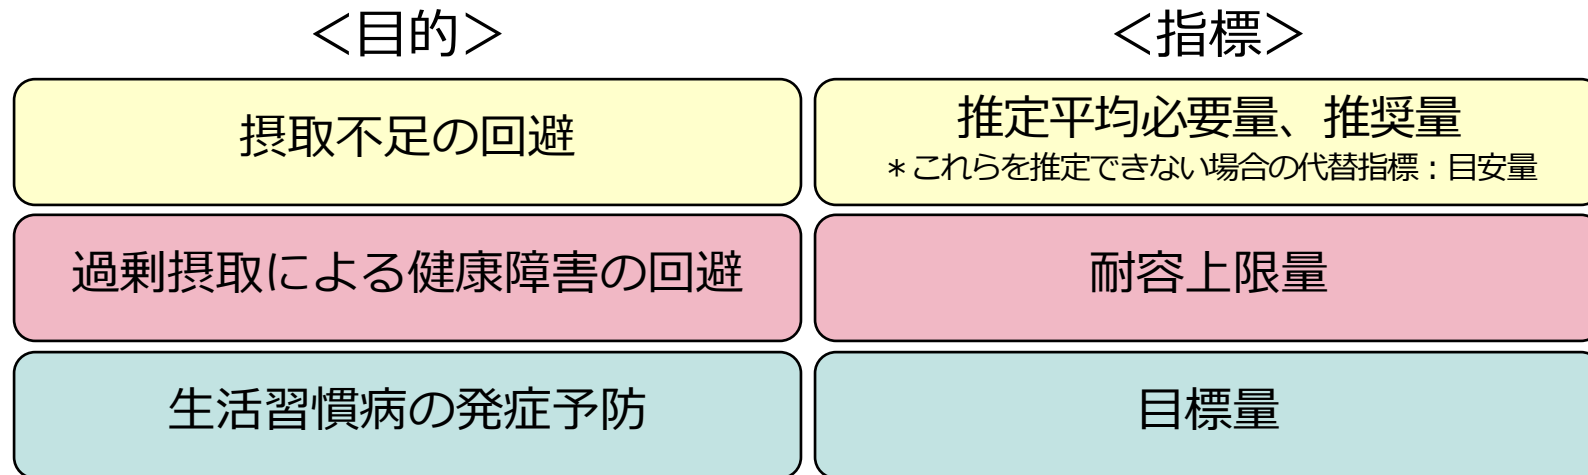 ＜目的＞
＜指標＞
摂取不足の回避
推定平均必要量、推奨量
＊これらを推定できない場合の代替指標：目安量
過剰摂取による健康障害の回避
耐容上限量
生活習慣病の発症予防
目標量